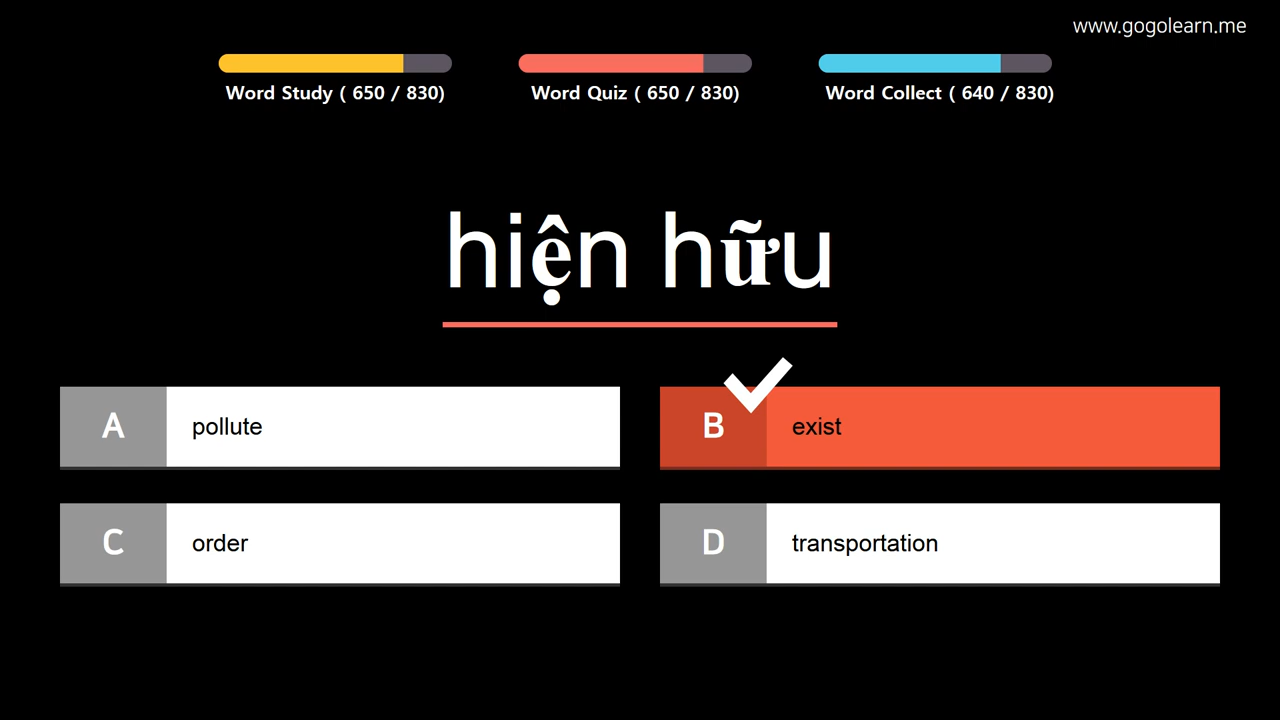 www.gogolearn.me
Word Study ( 650 / 830)
Word Quiz ( 650 / 830)
Word Collect ( 640 / 830)
hiện hữu
A pollute
B exist
C order
D transportation